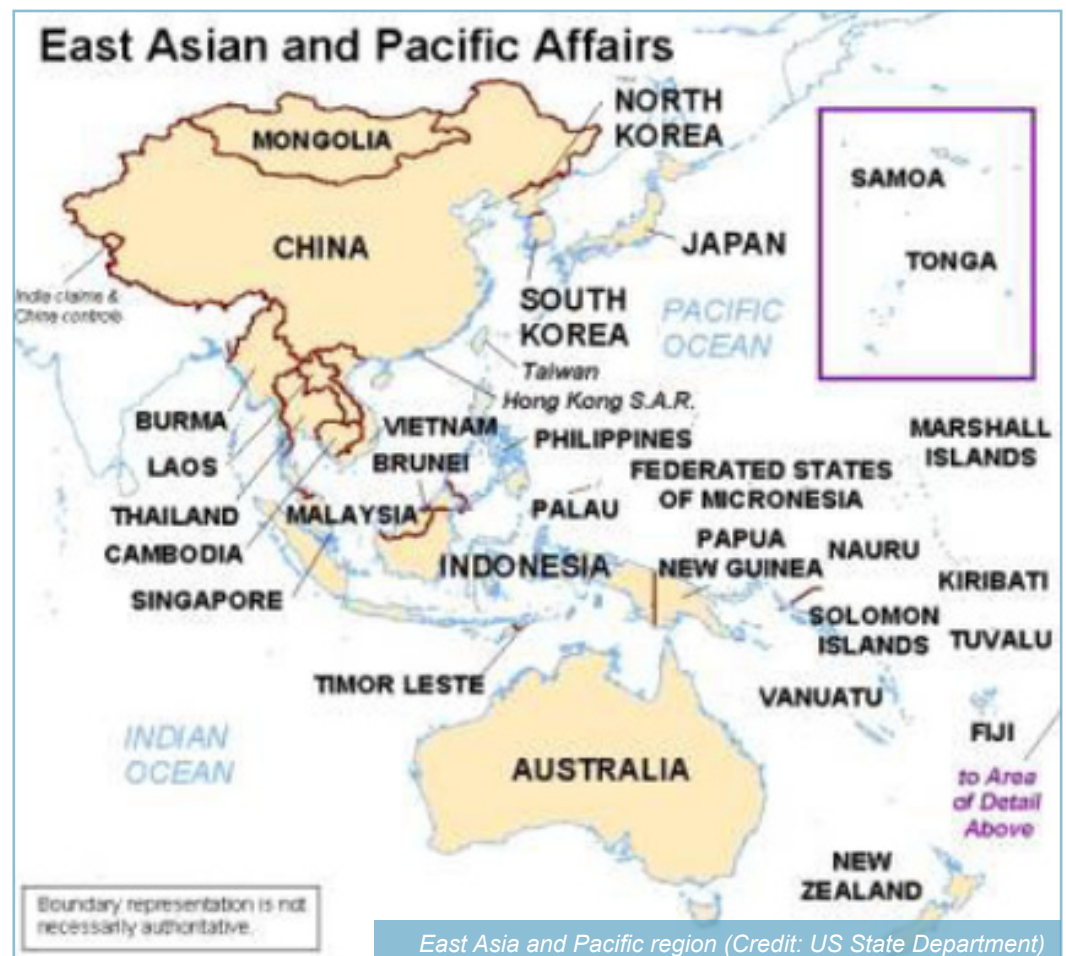 East Asian and Pacific Affairs
NORTH
KOREA
MONGOLIA
SAMOA
CHINA
JAPAN
TONGA
India claims &
China controls
SOUTH
KOREA
PACIFIC
OCEAN
Taiwan
Hong Kong S.A.R.
BURMA
VIETNAM
PHILIPPINES
MARSHALL
ISLANDS
LAOS
BRUNEI
FEDERATED STATES
OF MICRONESIA
THAILAND
MALAYSIA
PALAU
CAMBODIA
INDONESIA
PAPUA
NEW GUINEA
NAURU
KIRIBATI
SINGAPORE
SOLOMON
ISLANDS
TUVALU
TIMOR LESTE
VANUATU
FIJI
INDIAN
OCEAN
AUSTRALIA
to Area
of Detail
Above
NEW
ZEALAND
Boundary representation is not
necessarily authoritative.
East Asia and Pacific region (Credit: US State Department)